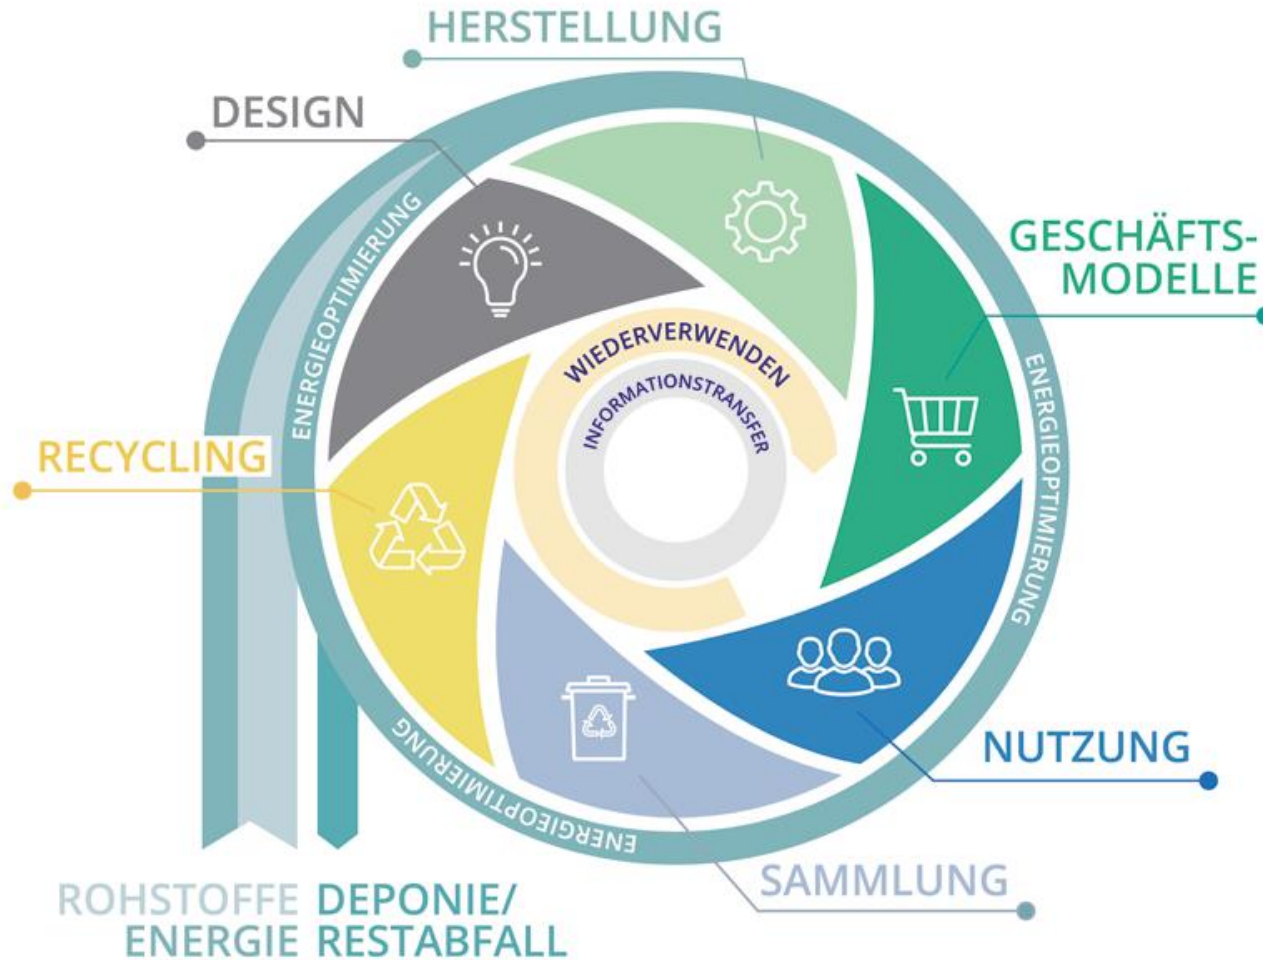 HERSTELLUNG
DESIGN
GESCHÄFTS-
MODELLE
ENERGIEOPTIMIERUNG
WIEDERVERWENDEN
INFORMATIONSTRANSFER
ENERGIEOPTIMIERUNG
RECYCLING
ENERGIEOPTIMIERUNG
NUTZUNG
SAMMLUNG
ROHSTOFFE
ENERGIE
DEPONIE/
RESTABFALL